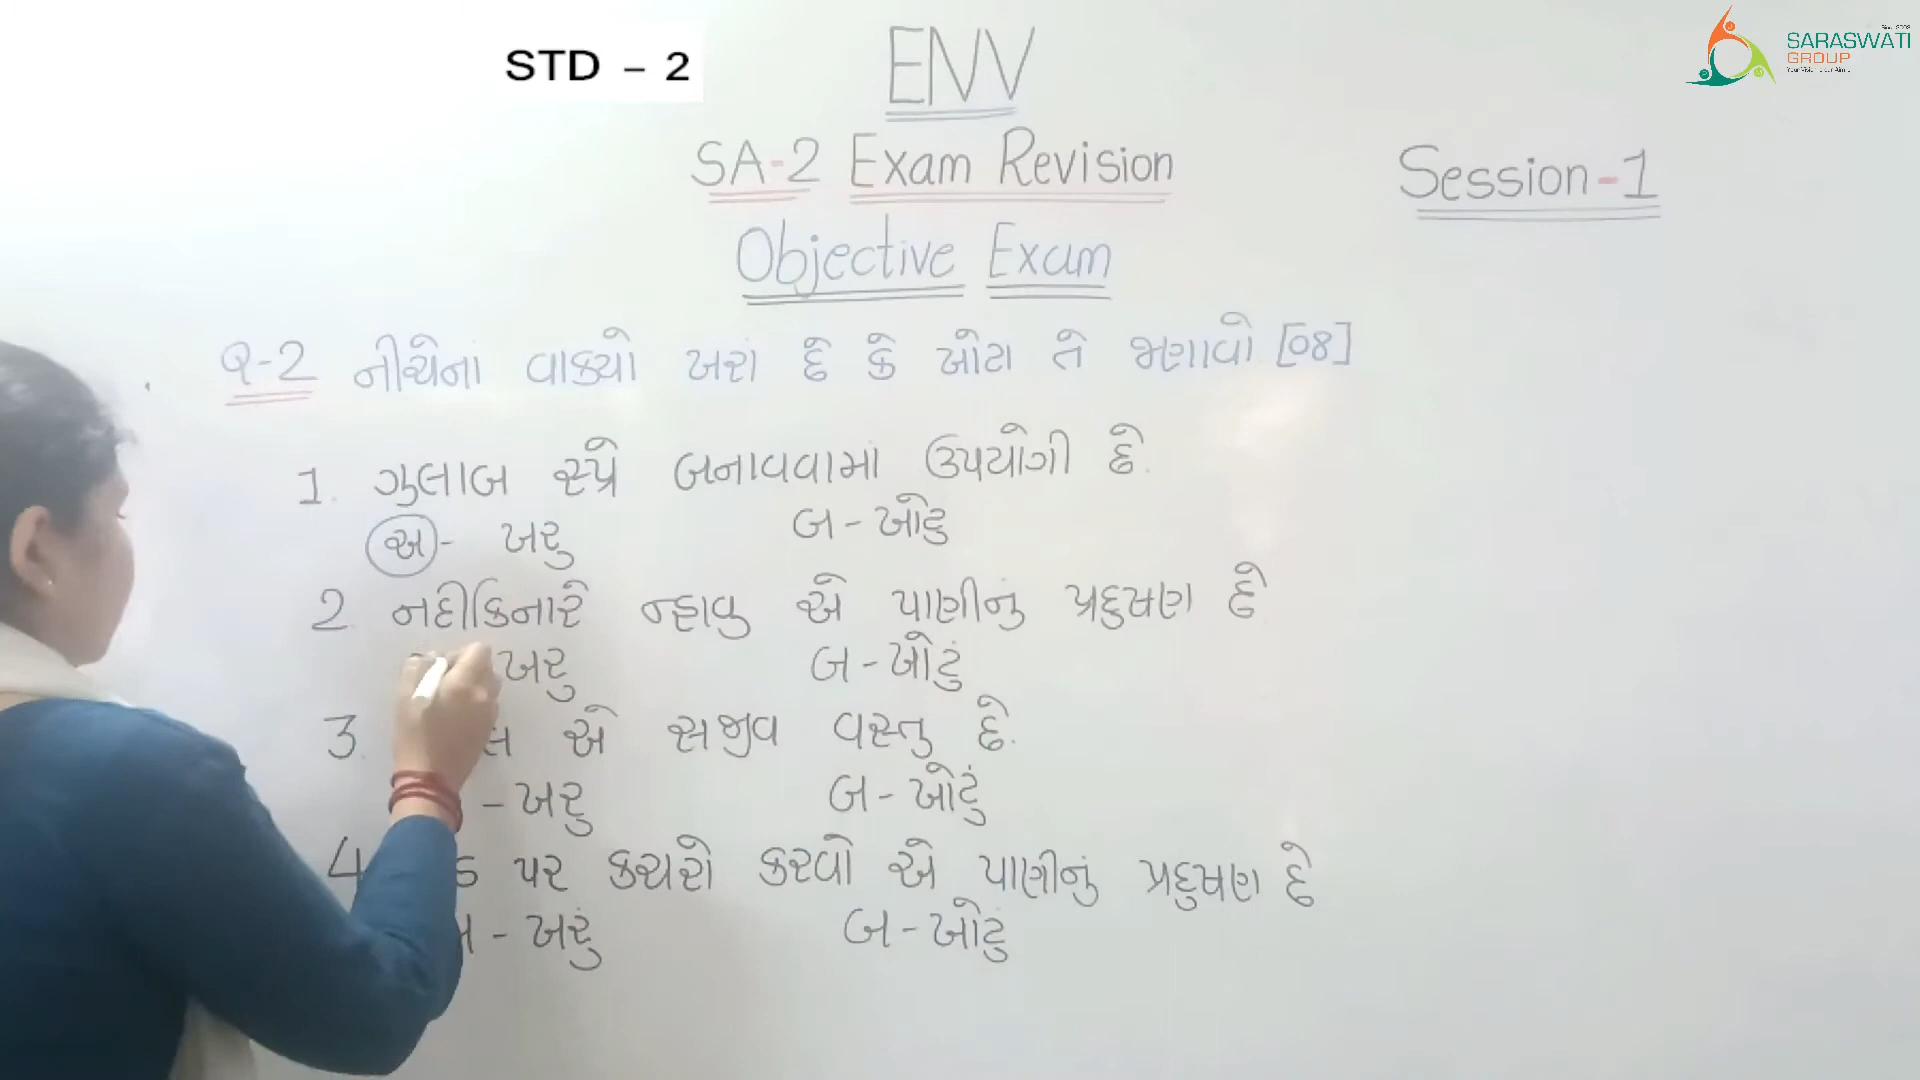 STD - 2
ENV
SARASWATI
GROUP
SA-2 Exam Revision
Session-1
Objective Exam
Q-2 નીચેનાં વાક્યો ખરાં છે કે ખોટા તે જણાવો [08]
1. ગુલાબ સ્પ્રે બનાવવામાં ઉપયોગી છે.
અ - ખરુ બ - ખોટુ
2. નદીકિનારે ન્હાવુ એ પાણીનું પ્રદુષણ છે
ખરુ બ - ખોટું
3. એ સજીવ વસ્તુ છે.
- ખરુ બ - ખોટું
4 પર કચરો કરવો એ પાણીનું પ્રદુષણ છે
- ખરું બ - ખોટું